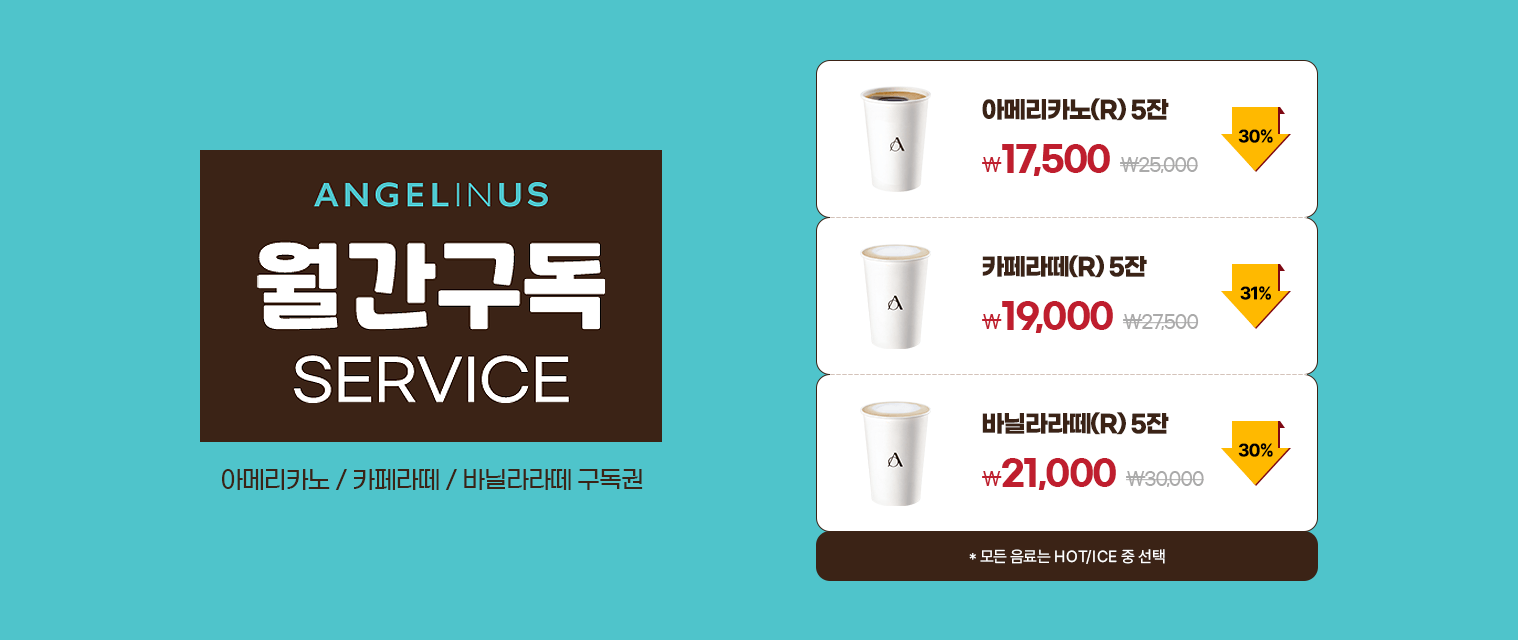 ANGELINUS
월간구독
SERVICE
아메리카노 / 카페라떼 / 바닐라라떼 구독권
아메리카노(R) 5잔
₩17,500 ₩25,000
30%
카페라떼(R) 5잔
₩19,000 ₩27,500
31%
바닐라라떼(R) 5잔
₩21,000 ₩30,000
30%
* 모든 음료는 HOT/ICE 중 선택